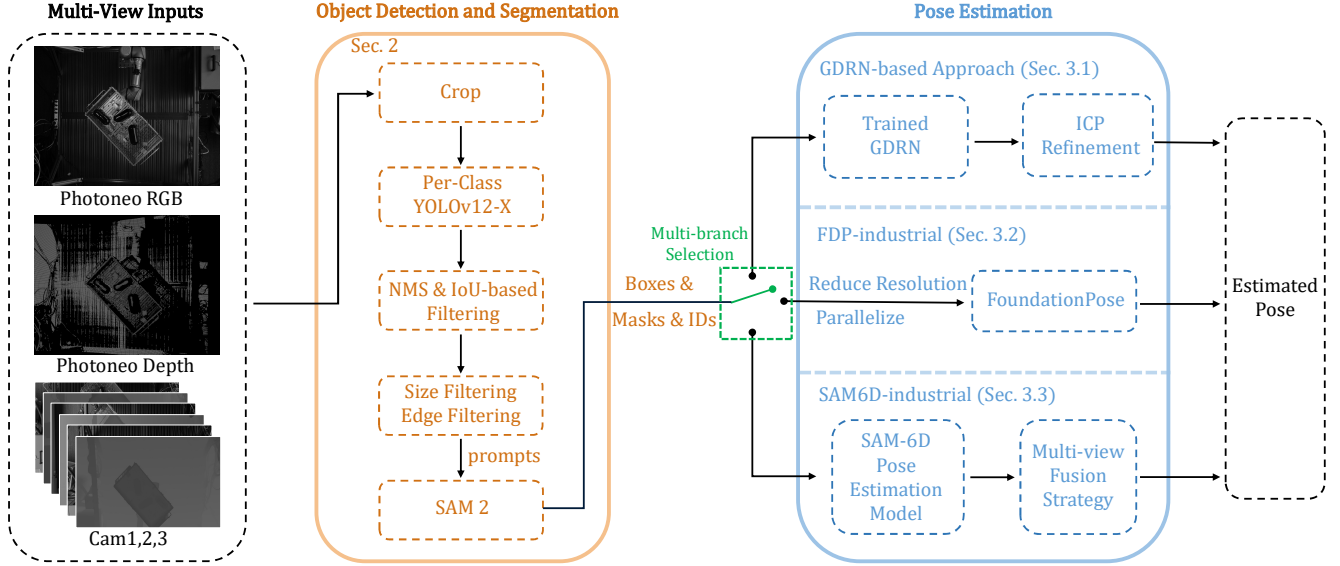 Multi-View Inputs
Photoneo RGB
Photoneo Depth
Cam1,2,3
Object Detection and Segmentation
Sec. 2
Crop
Per-Class
YOLOv12-X
NMS & IoU-based
Filtering
Size Filtering
Edge Filtering
prompts
SAM 2
Boxes &
Masks & IDs
Multi-branch
Selection
Pose Estimation
GDRN-based Approach (Sec. 3.1)
Trained
GDRN
ICP
Refinement
FDP-industrial (Sec. 3.2)
Reduce Resolution
Parallelize
FoundationPose
SAM6D-industrial (Sec. 3.3)
SAM-6D
Pose
Estimation
Model
Multi-view
Fusion
Strategy
Estimated
Pose